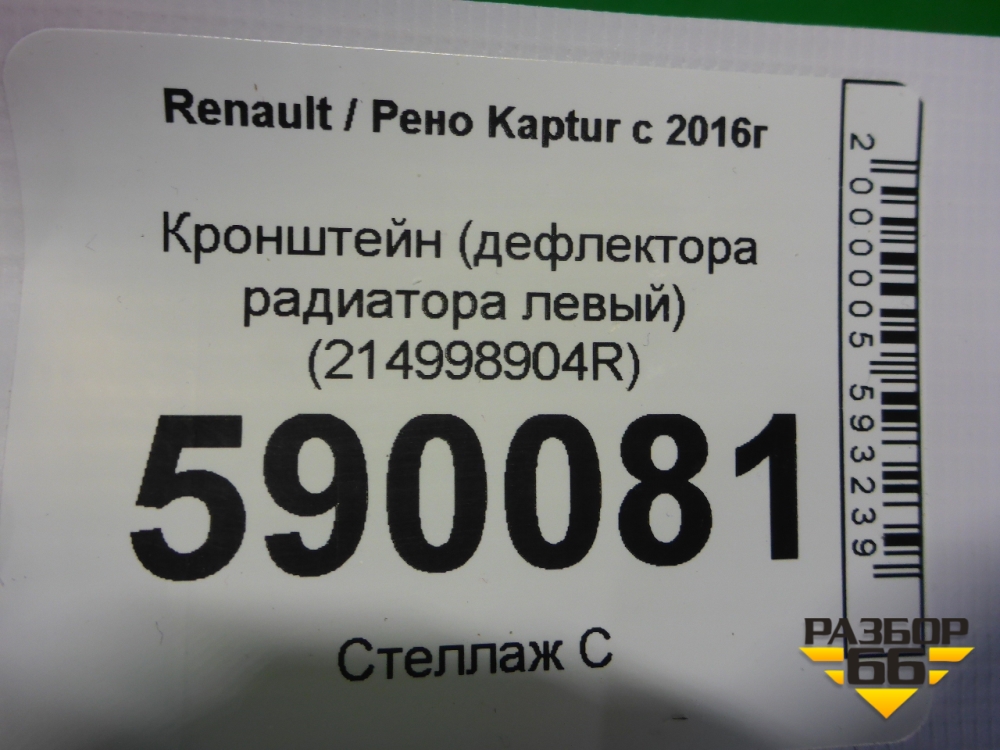 Renault / Рено Kaptur с 2016г
Кронштейн (дефлектора
радиатора левый)
(214998904R)
590081
Стеллаж С
2000005593239
РАЗБОР
66